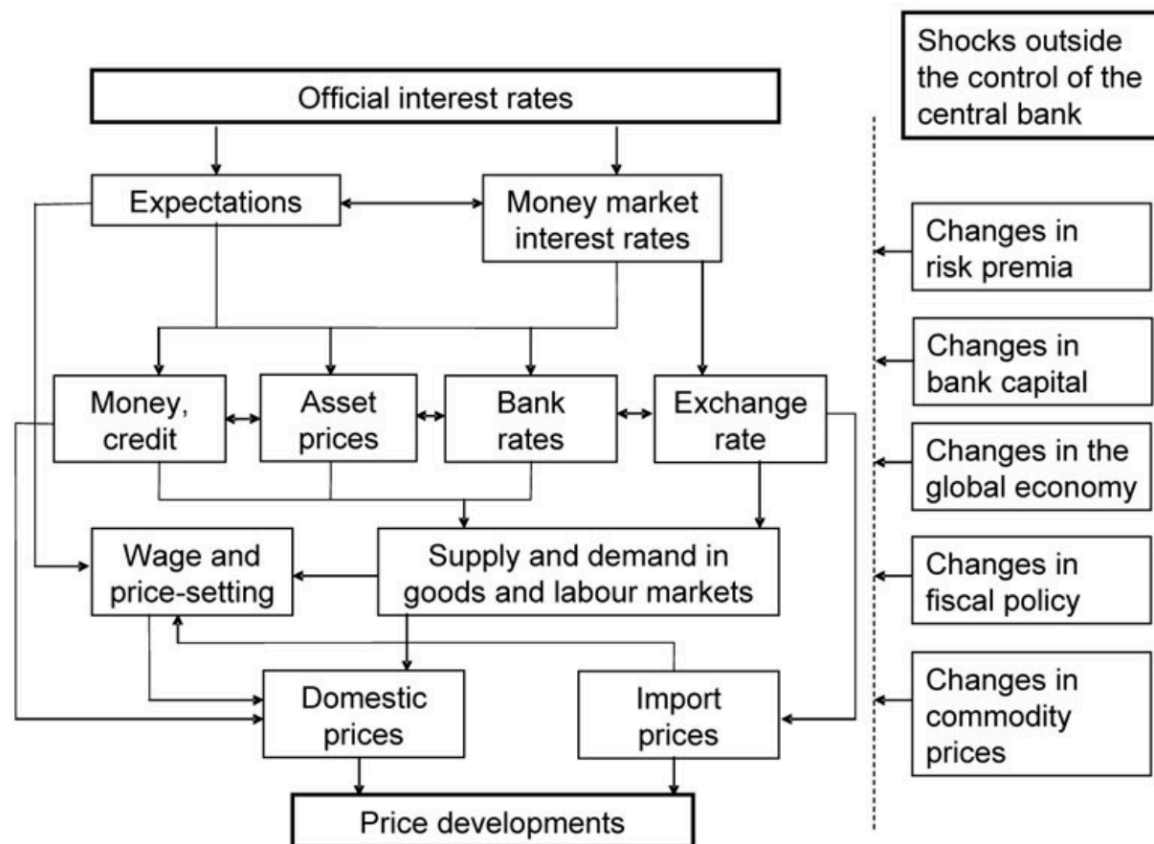 Shocks outside
the control of the
central bank
Official interest rates
Expectations
Money market
interest rates
Changes in
risk premia
Changes in
bank capital
Money,
credit
Asset
prices
Bank
rates
Exchange
rate
Changes in the
global economy
Wage and
price-setting
Supply and demand in
goods and labour markets
Changes in
fiscal policy
Domestic
prices
Import
prices
Changes in
commodity
prices
Price developments